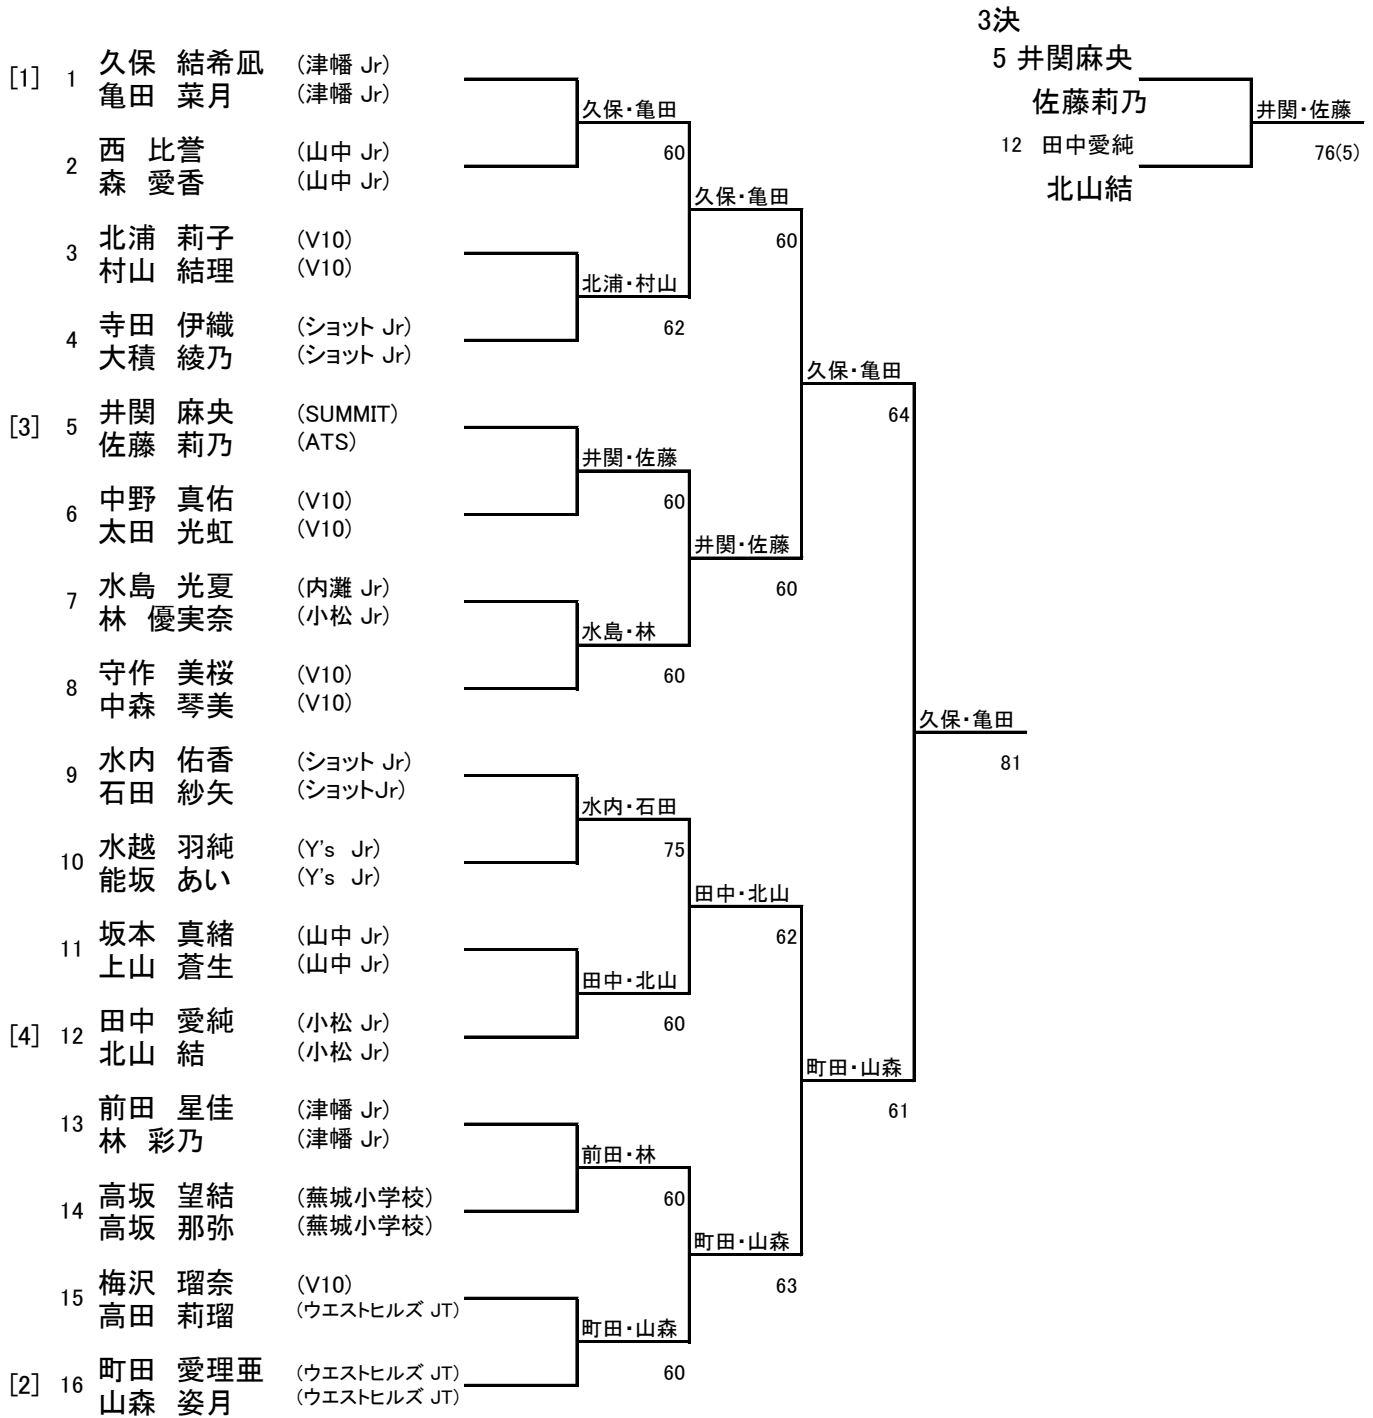 3決
5 井関麻央
佐藤莉乃
井関・佐藤
12 田中愛純
76(5)
北山結
[1] 1 久保 結希凪 (津幡 Jr)
亀田 菜月 (津幡 Jr)
久保・亀田
2 西 比誉 (山中 Jr)
60
森 愛香 (山中 Jr)
久保・亀田
3 北浦 莉子 (V10)
60
村山 結理 (V10)
北浦・村山
4 寺田 伊織 (ショット Jr)
62
大積 綾乃 (ショット Jr)
久保・亀田
[3] 5 井関 麻央 (SUMMIT)
64
佐藤 莉乃 (ATS)
井関・佐藤
6 中野 真佑 (V10)
60
太田 光虹 (V10)
井関・佐藤
7 水島 光夏 (内灘 Jr)
60
林 優実奈 (小松 Jr)
水島・林
8 守作 美桜 (V10)
60
中森 琴美 (V10)
久保・亀田
9 水内 佑香 (ショット Jr)
81
石田 紗矢 (ショットJr)
水内・石田
10 水越 羽純 (Y's Jr)
75
能坂 あい (Y's Jr)
田中・北山
11 坂本 真緒 (山中 Jr)
62
上山 蒼生 (山中 Jr)
田中・北山
[4] 12 田中 愛純 (小松 Jr)
60
北山 結 (小松 Jr)
町田・山森
13 前田 星佳 (津幡 Jr)
61
林 彩乃 (津幡 Jr)
前田・林
14 高坂 望結 (蕪城小学校)
60
高坂 那弥 (蕪城小学校)
町田・山森
15 梅沢 瑠奈 (V10)
63
高田 莉瑠 (ウエストヒルズ JT)
町田・山森
[2] 16 町田 愛理亜 (ウエストヒルズ JT)
60
山森 姿月 (ウエストヒルズ JT)